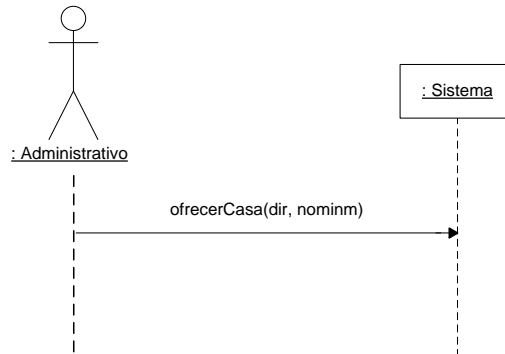 : Sistema
: Administrativo
ofrecerCasa(dir, nominm)